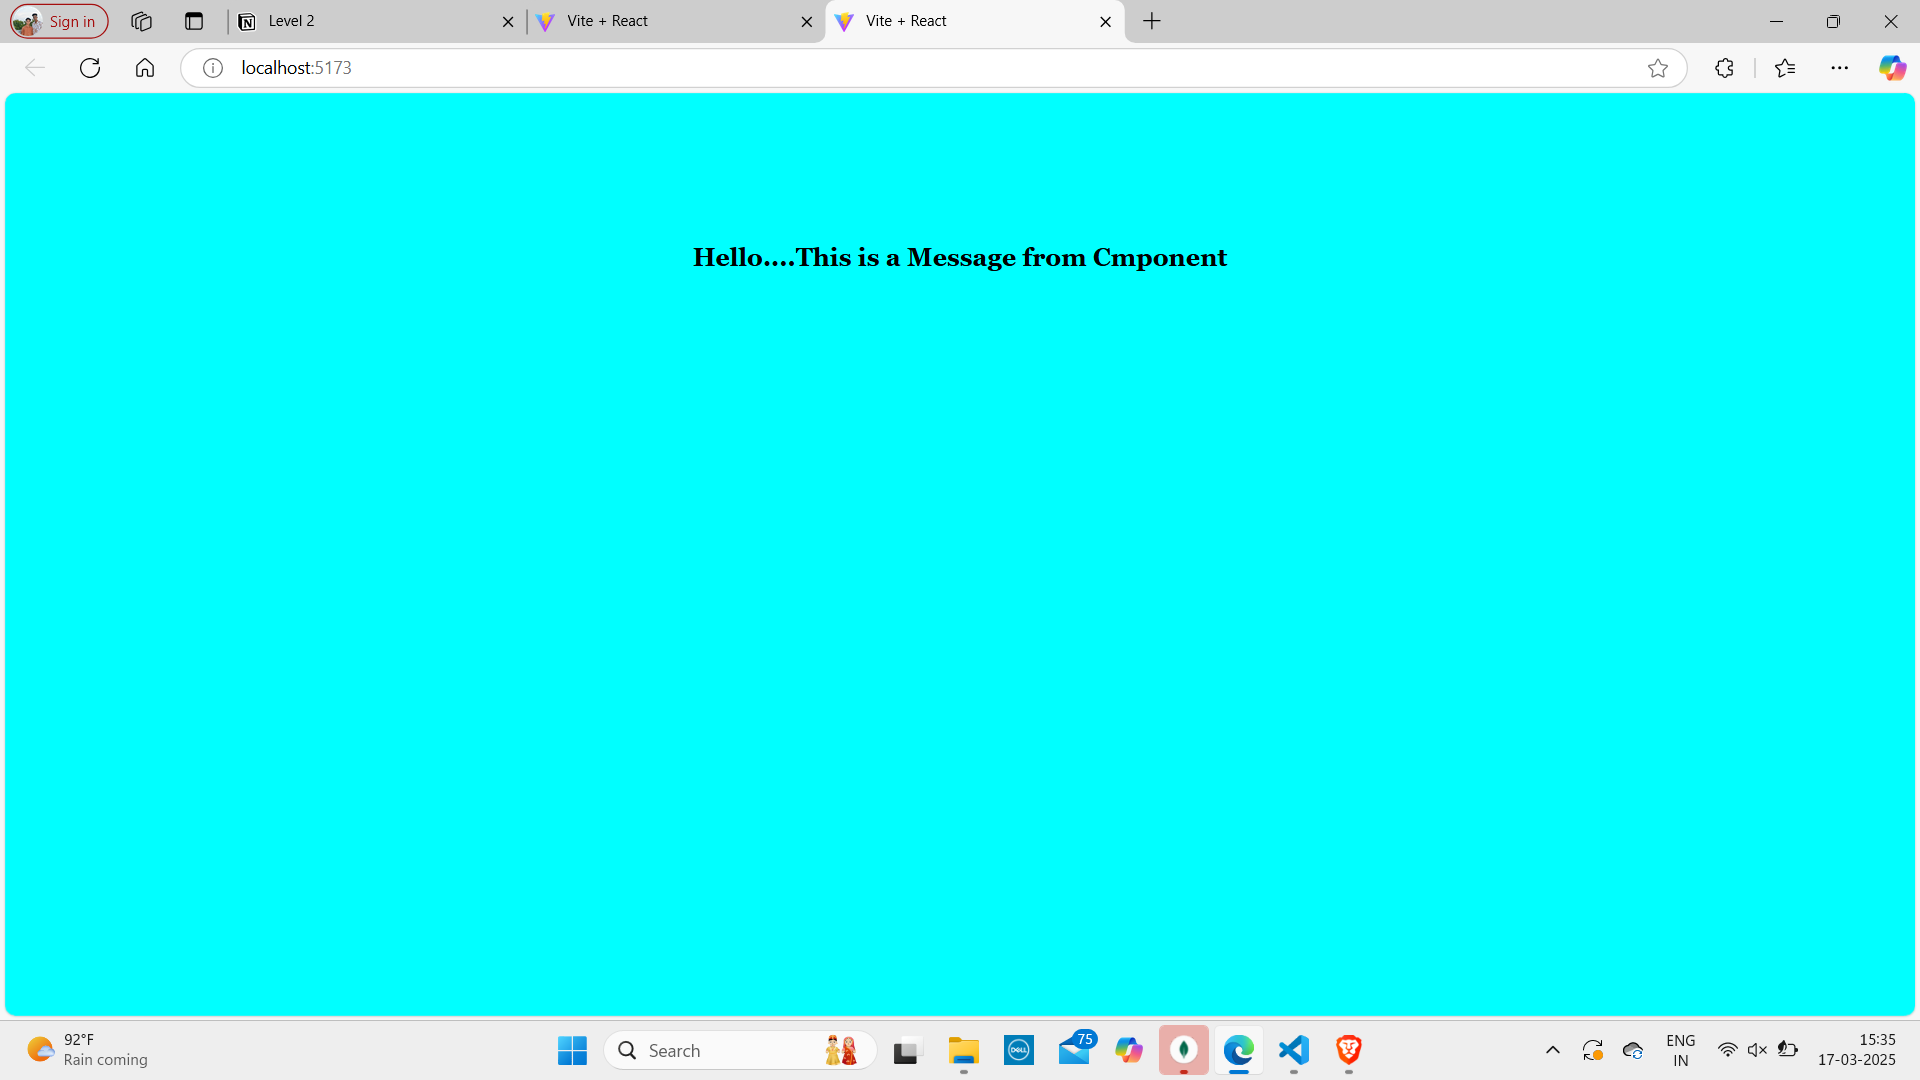 Sign in
Level 2
Vite + React
Vite + React
localhost:5173
Hello....This is a Message from Cmponent
92°F
Rain coming
Search
DELL
75
ENG
IN
15:35
17-03-2025